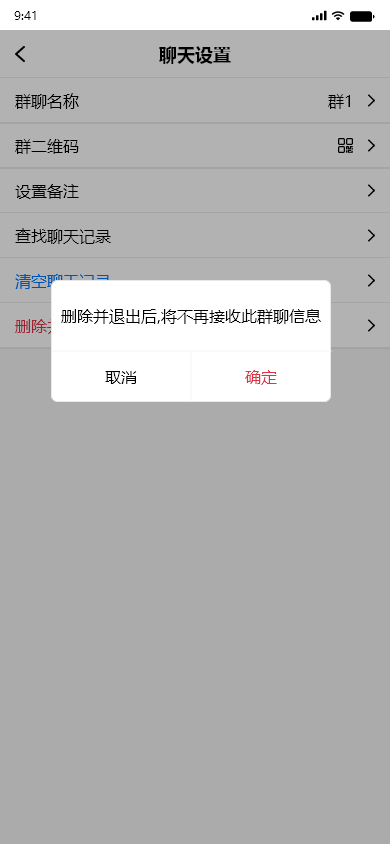 9:41
聊天设置
群聊名称 群1
群二维码
设置备注
查找聊天记录
清空聊天记录
删除
删除并退出后,将不再接收此群聊信息
取消 确定